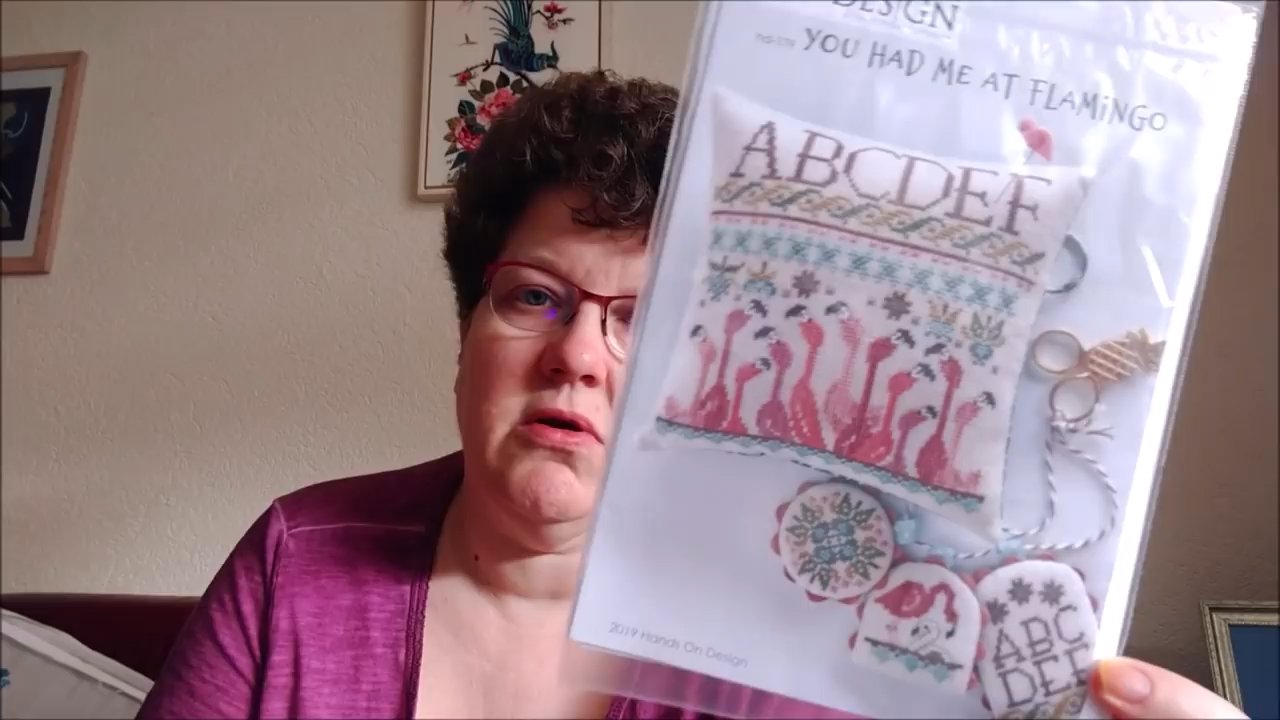 DESIGN
YOU HAD ME AT FLAMINGO
ABCDEF
ABC
DEF
2019 Hands On Design